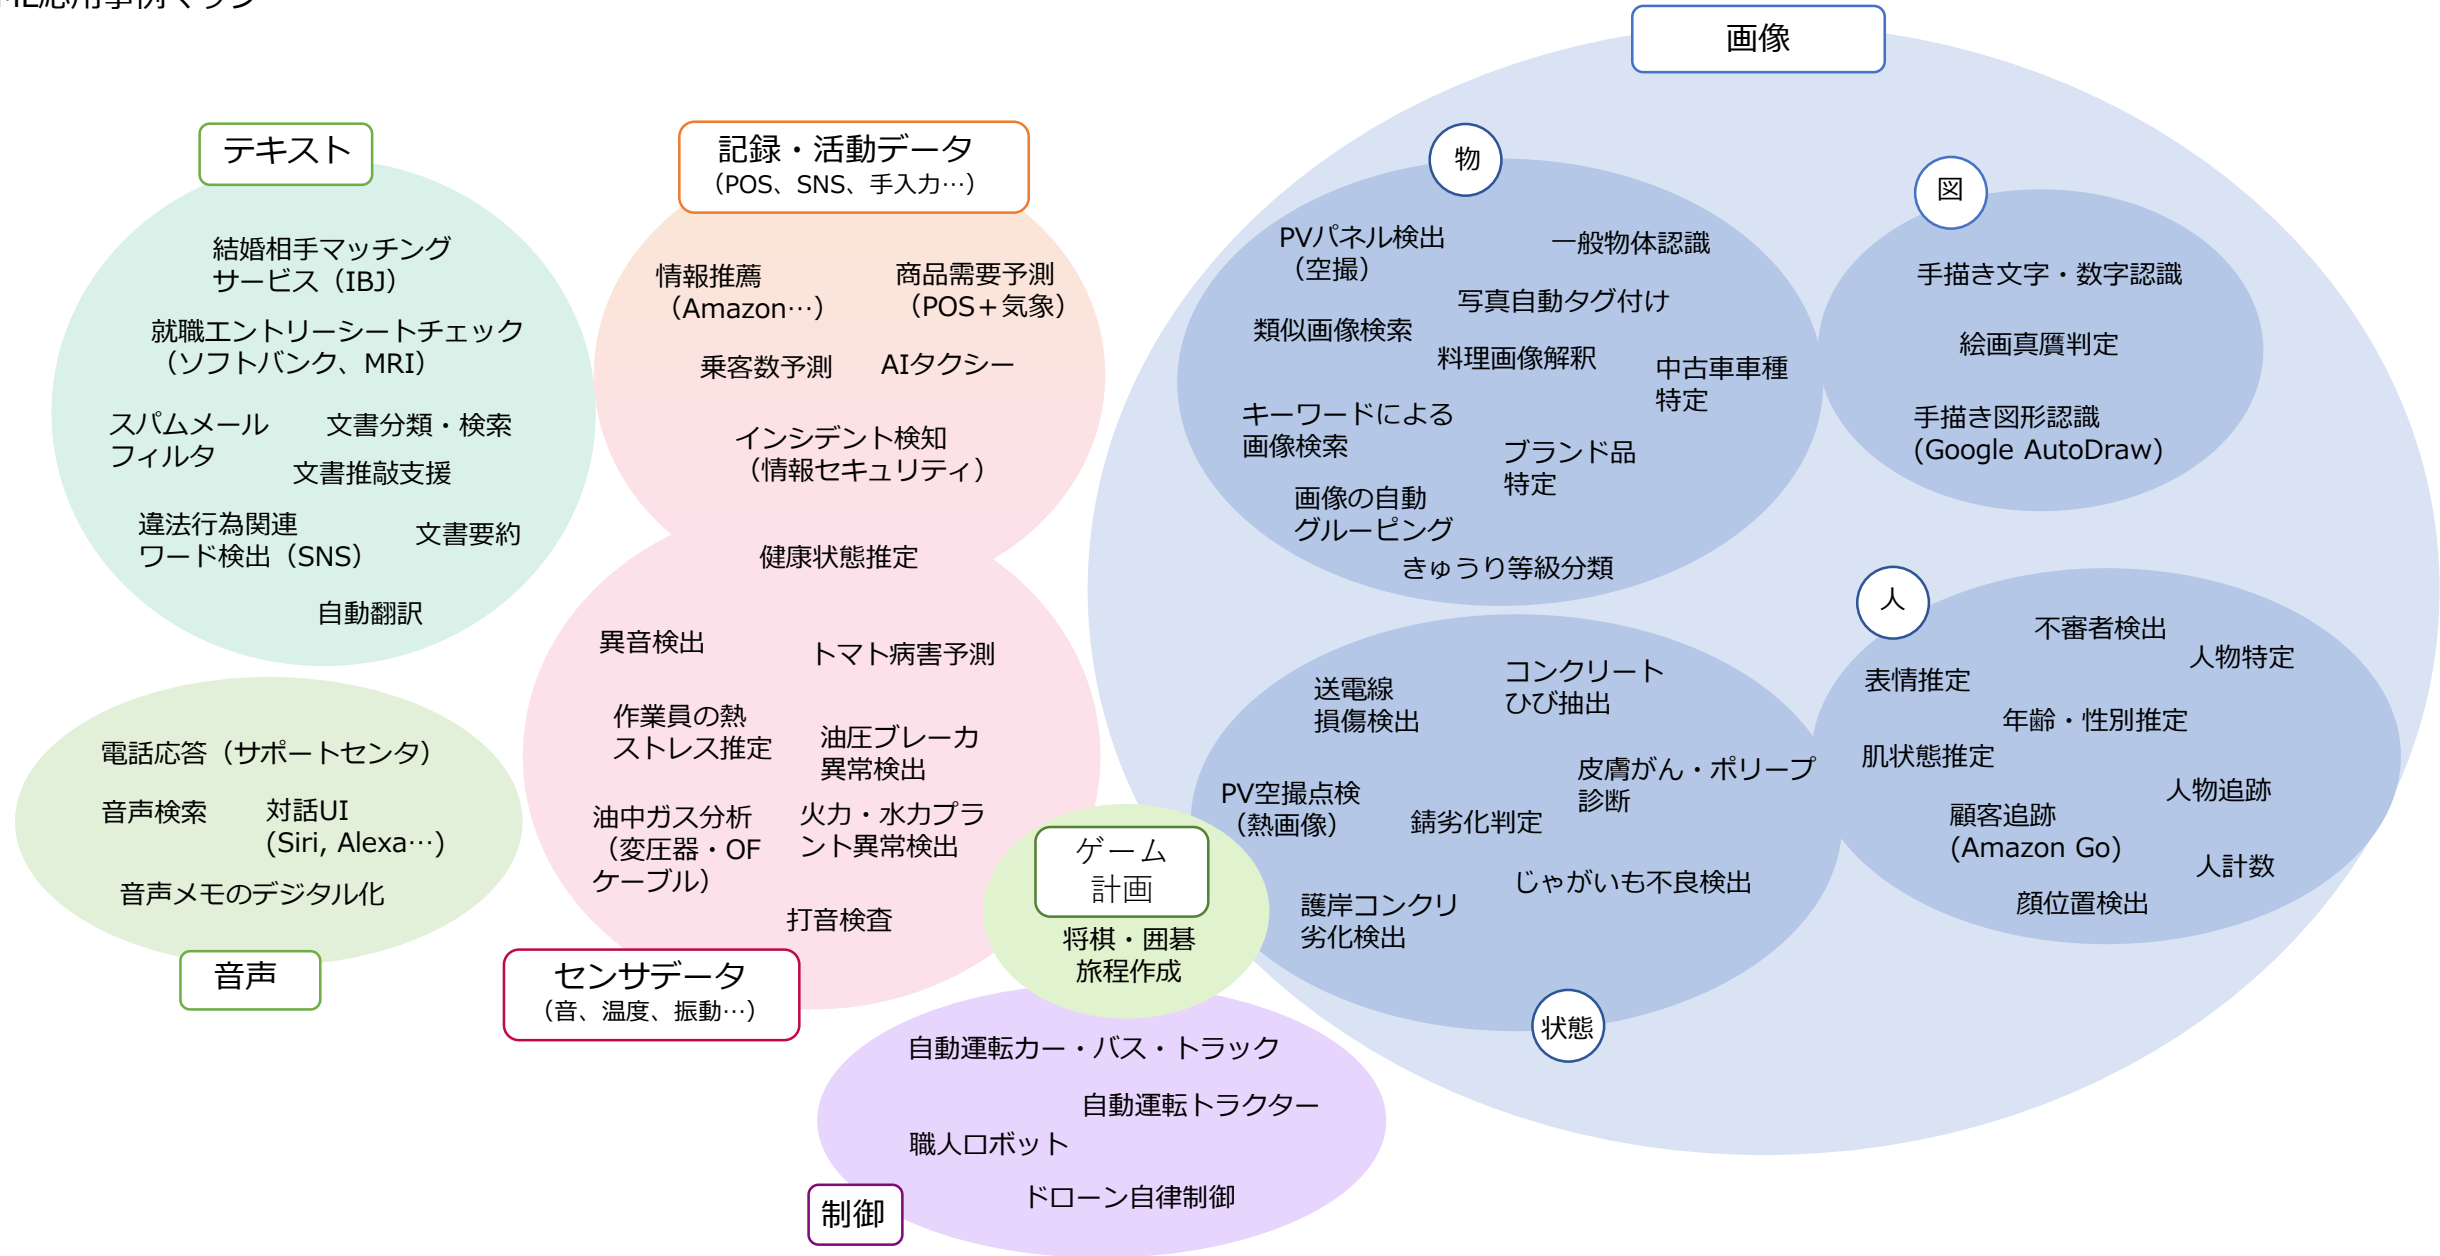 ML応用事例マップ
テキスト
結婚相手マッチング
サービス（IBJ）
就職エントリーシートチェック
（ソフトバンク、MRI）
スパムメール
フィルタ
文書分類・検索
文書推敲支援
違法行為関連
ワード検出（SNS）
文書要約
自動翻訳
電話応答（サポートセンタ）
音声検索
対話UI
(Siri, Alexa…)
音声メモのデジタル化
音声
記録・活動データ
（POS、SNS、手入力…）
情報推薦
（Amazon…）
商品需要予測
（POS＋気象）
乗客数予測
AIタクシー
インシデント検知
（情報セキュリティ）
健康状態推定
異音検出
トマト病害予測
作業員の熱
ストレス推定
油圧ブレーカ
異常検出
油中ガス分析
（変圧器・OF
ケーブル）
火力・水力プラ
ント異常検出
打音検査
センサデータ
（音、温度、振動…）
ゲーム
計画
将棋・囲碁
旅程作成
自動運転カー・バス・トラック
自動運転トラクター
職人ロボット
ドローン自律制御
制御
画像
物
PVパネル検出
（空撮）
一般物体認識
写真自動タグ付け
類似画像検索
料理画像解釈
中古車車種
特定
キーワードによる
画像検索
ブランド品
特定
画像の自動
グルーピング
きゅうり等級分類
図
手描き文字・数字認識
絵画真贋判定
手描き図形認識
(Google AutoDraw)
人
不審者検出
人物特定
表情推定
年齢・性別推定
肌状態推定
人物追跡
顧客追跡
(Amazon Go)
人計数
顔位置検出
送電線
損傷検出
コンクリート
ひび抽出
皮膚がん・ポリープ
診断
PV空撮点検
（熱画像）
錆劣化判定
じゃがいも不良検出
護岸コンクリ
劣化検出
状態